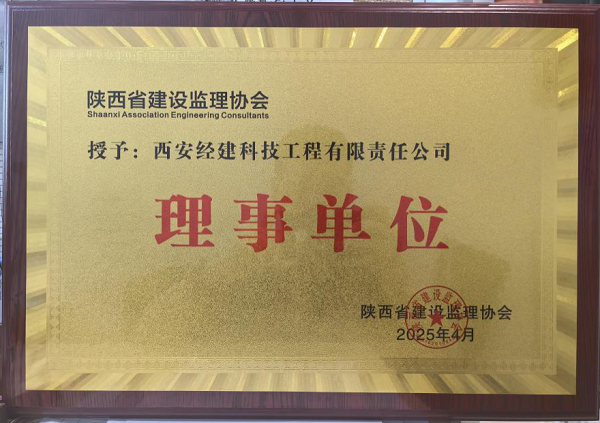 陕西省建设监理协会
Shaanxi Association Engineering Consultants
授予：西安经建科技工程有限责任公司
理事单位
陕西省建设监理协会
2025年4月